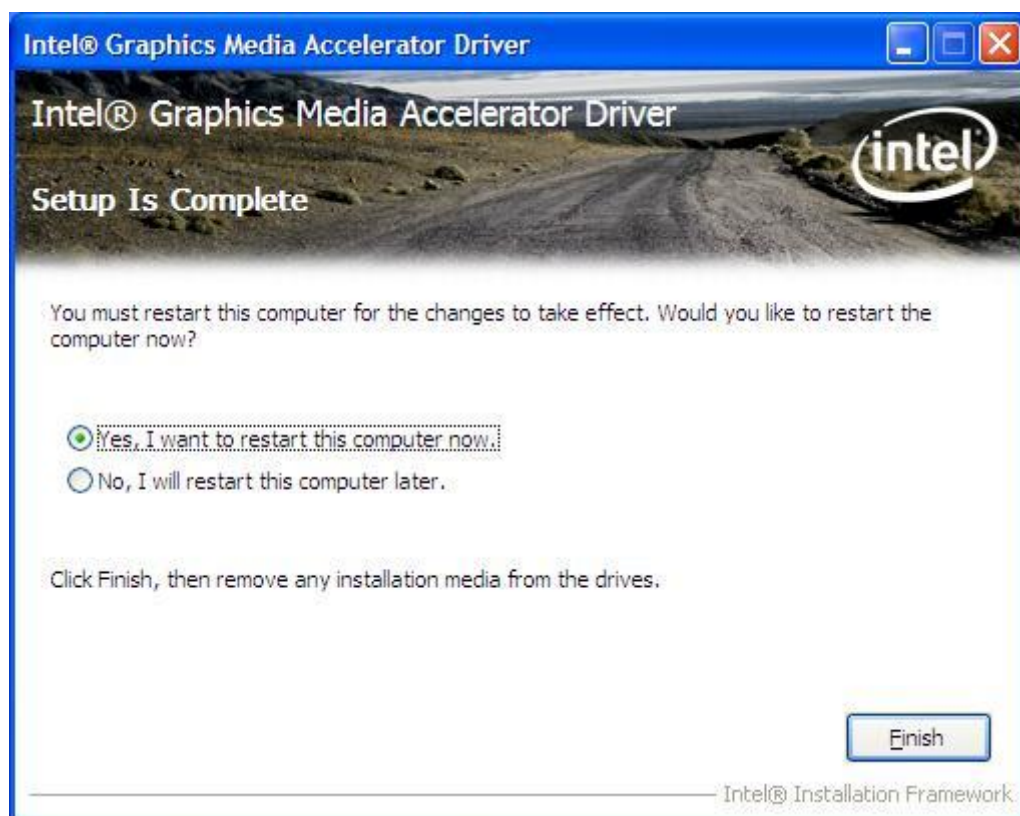 Intel® Graphics Media Accelerator Driver
Intel® Graphics Media Accelerator Driver
intel
Setup Is Complete
You must restart this computer for the changes to take effect. Would you like to restart the
computer now?
Yes, I want to restart this computer now.
No, I will restart this computer later.
Click Finish, then remove any installation media from the drives.
Finish
Intel® Installation Framework